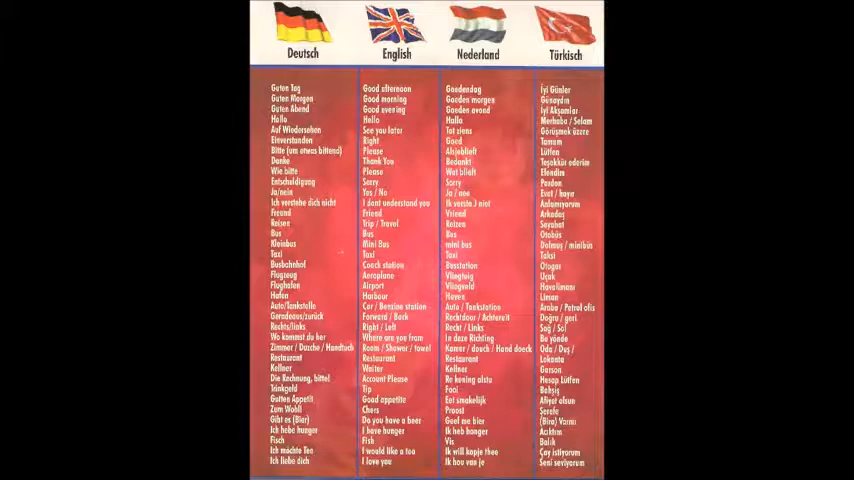 Deutsch English Nederland Türkisch
Guten Tag Good afternoon Goedendag İyi Günler
Guten Morgen Good morning Goeden morgen Günaydın
Guten Abend Good evening Goeden avond İyi Akşamlar
Hallo Hello Hallo Merhaba / Selam
Auf Wiedersehen See you later Tot ziens Görüşmek üzere
Einverstanden Right Goed Tamam
Bitte (um etwas bittend) Please Alsjeblieft Lütfen
Danke Thank You Bedankt Teşekkür ederim
Wie bitte Please Wat blieft Efendim
Entschuldigung Sorry Sorry Pardon
Ja/nein Yes / No Ja / nee Evet / hayır
Ich verstehe dich nicht I dont understand you Ik versta J niet Anlamıyorum
Freund Friend Vriend Arkadaş
Reisen Trip / Travel Reizen Seyahat
Bus Bus Bus Otobüs
Kleinbus Mini Bus mini bus Dolmuş / minibüs
Taxi Taxi Taxi Taksi
Busbahnhof Coach station Busstation Otogar
Flugzeug Aeroplane Vliegteig Uçak
Flughafen Airport Vliegveld Havalimanı
Hafen Harbour Haven Liman
Auto/Tankstelle Car / Benzine station Auto / Tankstation Araba / Petrol ofis
Geradeaus/zurück Forward / Back Rechtdoor / Achteruit Doğru / geri
Rechts/links Right / Left Recht / Links Sağ / Sol
Wo kommst du her Where are you from In deze Richting Bu yönde
Zimmer / Dusche / Handtuch Room / Shower / towel Kamer / douch / Hand doeck Oda / Duş /
Restaurant Restaurant Restaurant Lokanta
Kellner Waiter Kellner Garson
Die Rechnung, bitte! Account Please Re kening alstu Hesap Lütfen
Trinkgeld Tip Fooi Bahşiş
Gutten Appetit Good appetite Eet smakelijk Afiyet olsun
Zum Wohl! Chers Proost Şerefe
Gibt es (Bier) Do you have a beer Geef me bier (Bira) Varmı
Ich habe hunger I have hunger Ik heb honger Acıktım
Fisch Fish Vis Balık
Ich möchte Tee I would like a tea Ik will kopje thee Çay istiyorum
Ich liebe dich I love you Ik hou van je Seni seviyorum